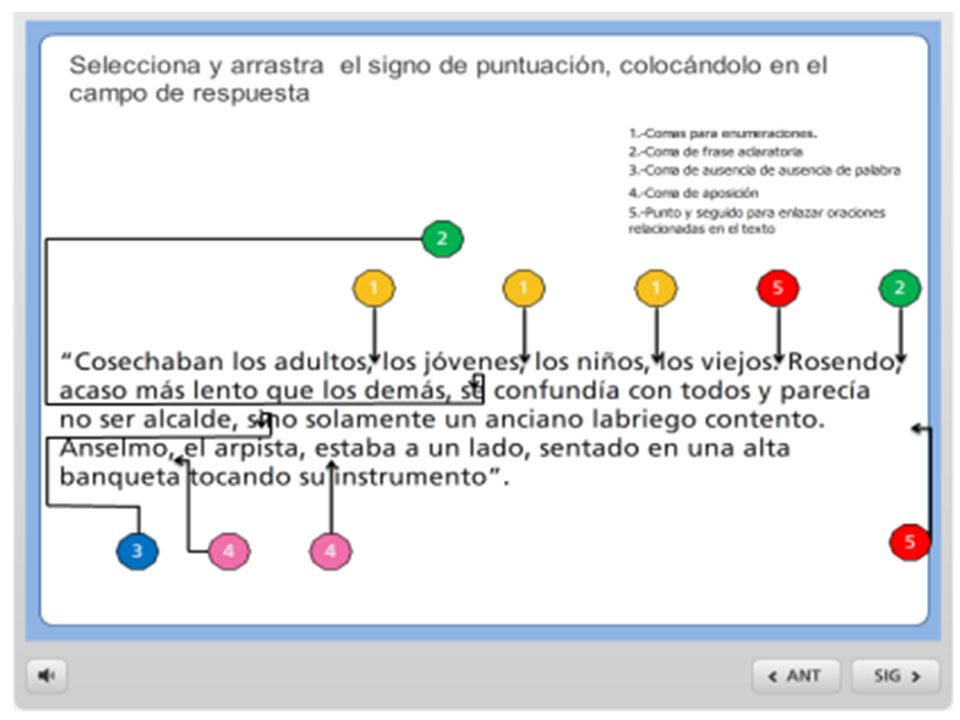 Selecciona y arrastra el signo de puntuación, colocándolo en el
campo de respuesta
1.-Comas para enumeraciones.
2.-Coma de frase aclaratoria
3.-Coma de ausencia de ausencia de palabra
4.-Coma de aposición
5.-Punto y seguido para enlazar oraciones
relacionadas en el texto
2
1 1 1 5 2
“Cosechaban los adultos, los jóvenes, los niños, los viejos. Rosendo,
acaso más lento que los demás, se confundía con todos y parecía
no ser alcalde, sino solamente un anciano labriego contento.
Anselmo, el arpista, estaba a un lado, sentado en una alta
banqueta tocando su instrumento”.
3 4 4 5
< ANT SIG >